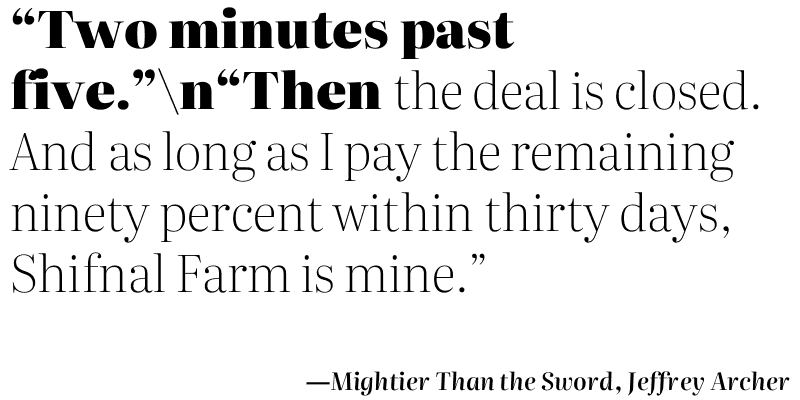 “Two minutes past
five.”\n“Then the deal is closed.
And as long as I pay the remaining
ninety percent within thirty days,
Shifnal Farm is mine.”
—Mightier Than the Sword, Jeffrey Archer